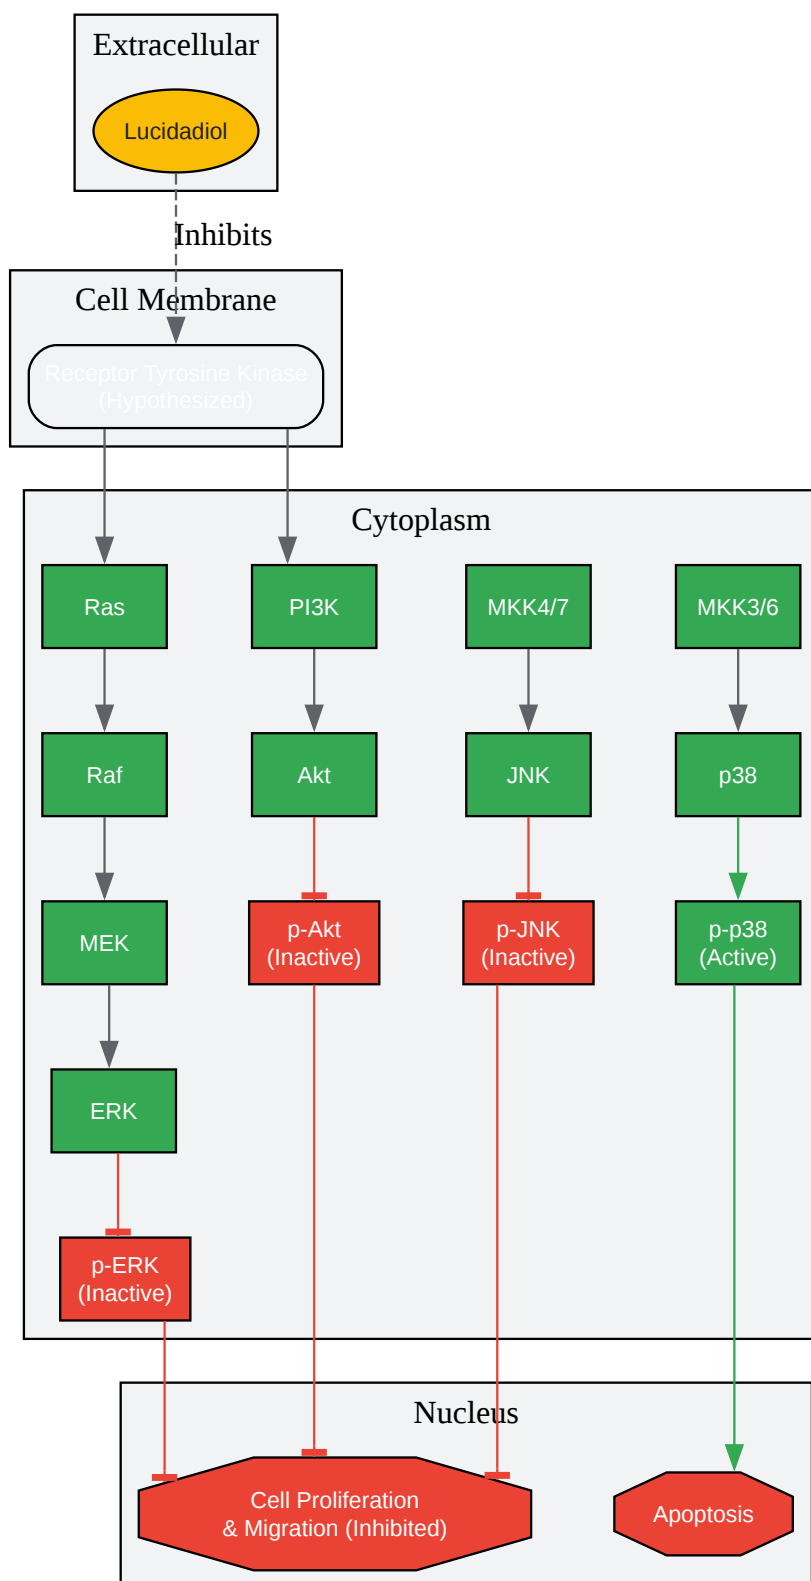 Extracellular
Lucidadiol
Inhibits
Cell Membrane
Receptor Tyrosine Kinase
(Hypothesized)
Cytoplasm
Ras
PI3K
MKK4/7
MKK3/6
Raf
Akt
JNK
p38
MEK
p-Akt
(Inactive)
p-JNK
(Inactive)
p-p38
(Active)
ERK
p-ERK
(Inactive)
Nucleus
Cell Proliferation
& Migration (Inhibited)
Apoptosis